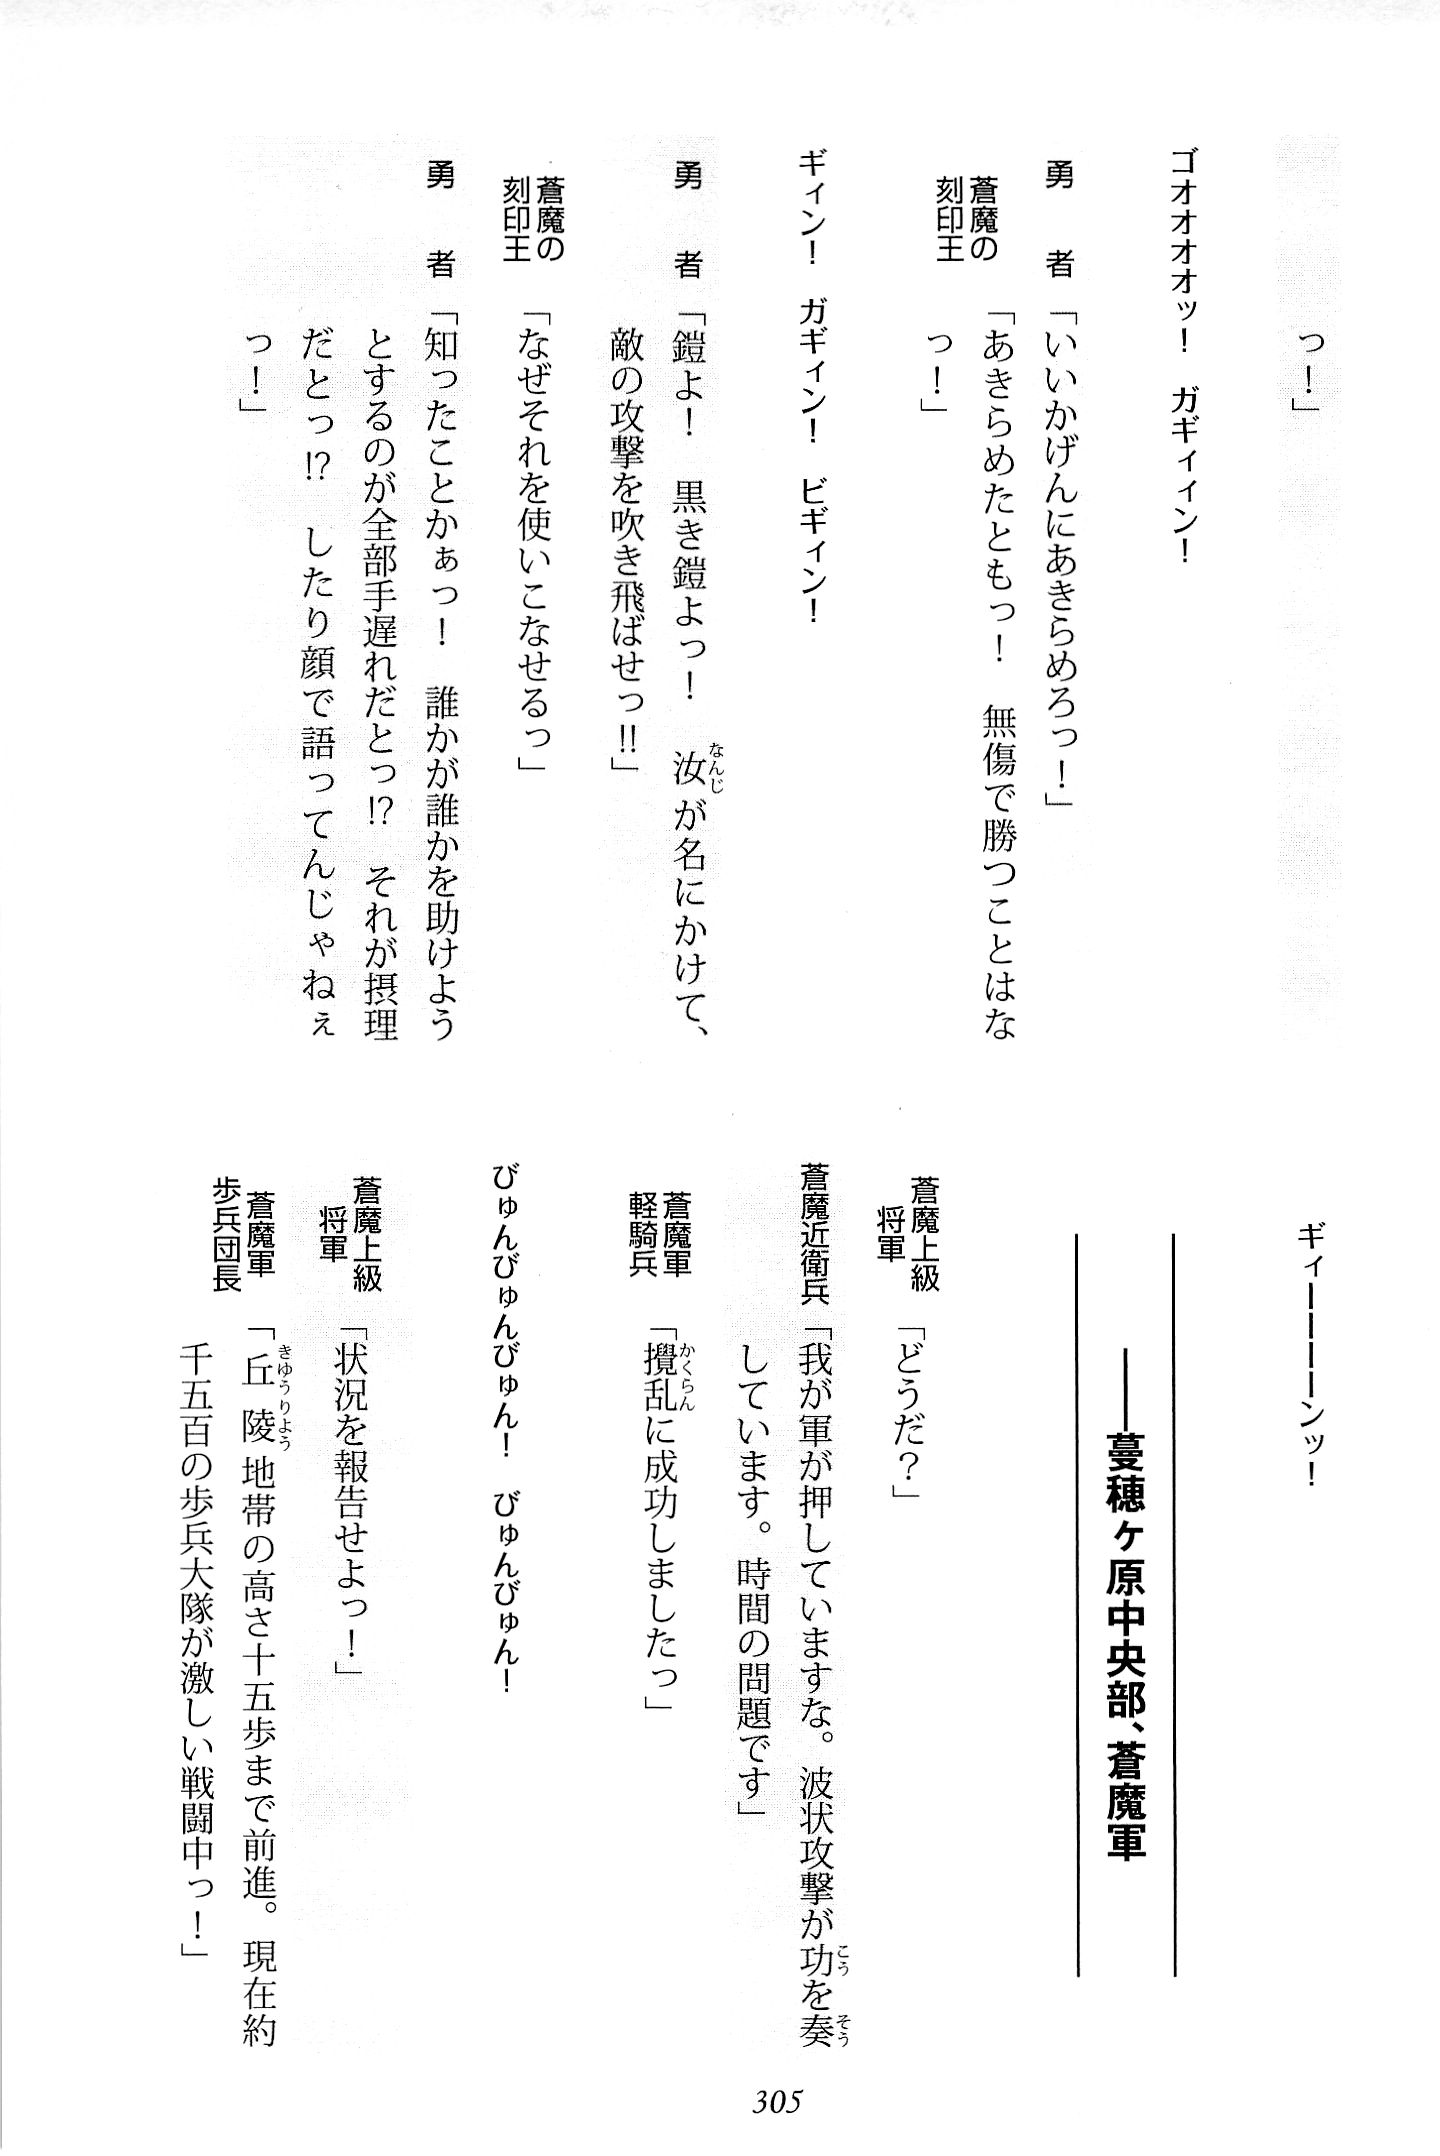 っ！」
ゴオオオオッ！　ガギィィン！
勇　者「いいかげんにあきらめろっ！」
蒼魔の刻印王「あきらめたともっ！　無傷で勝つことはな
っ！」
ギィン！　ガギィン！　ビギィン！
勇　者「鎧よ！　黒き鎧よっ！　汝が名にかけて、
敵の攻撃を吹き飛ばせっ!!」
蒼魔の刻印王「なぜそれを使いこなせるっ」
勇　者「知ったことかぁっ！　誰かが誰かを助けよう
とするのが全部手遅れだとっ!?　それが摂理
だとっ!?　したり顔で語ってんじゃねぇ
っ！」
ギィーーーーンッ！
――蔓穂ヶ原中央部、蒼魔軍
蒼魔上級将軍「どうだ？」
蒼魔近衛兵「我が軍が押していますな。波状攻撃が功を奏
しています。時間の問題です」
蒼魔軍軽騎兵「攪乱に成功しましたっ」
びゅんびゅんびゅん！　びゅんびゅん！
蒼魔上級将軍「状況を報告せよっ！」
蒼魔軍歩兵団長「丘陵地帯の高さ十五歩まで前進。現在約
千五百の歩兵大隊が激しい戦闘中っ！」
305